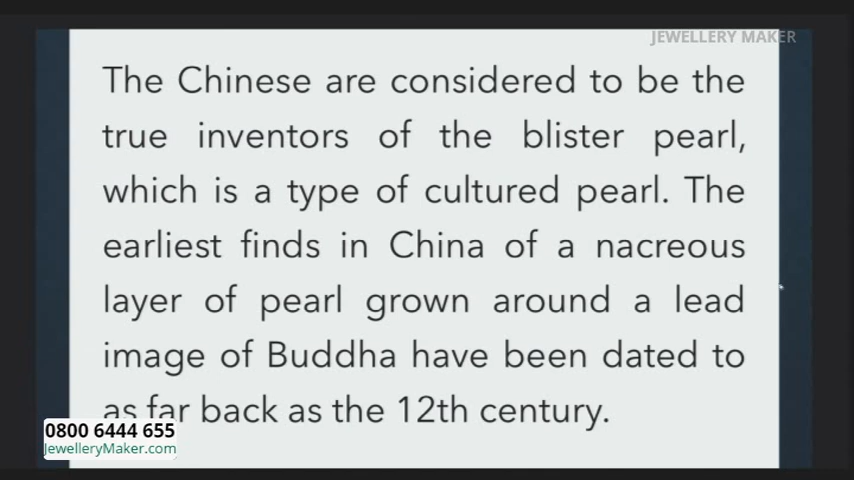 JEWELLERY MAKER
The Chinese are considered to be the
true inventors of the blister pearl,
which is a type of cultured pearl. The
earliest finds in China of a nacreous
layer of pearl grown around a lead
image of Buddha have been dated to
as far back as the 12th century.
0800 6444 655
JewelleryMaker.com